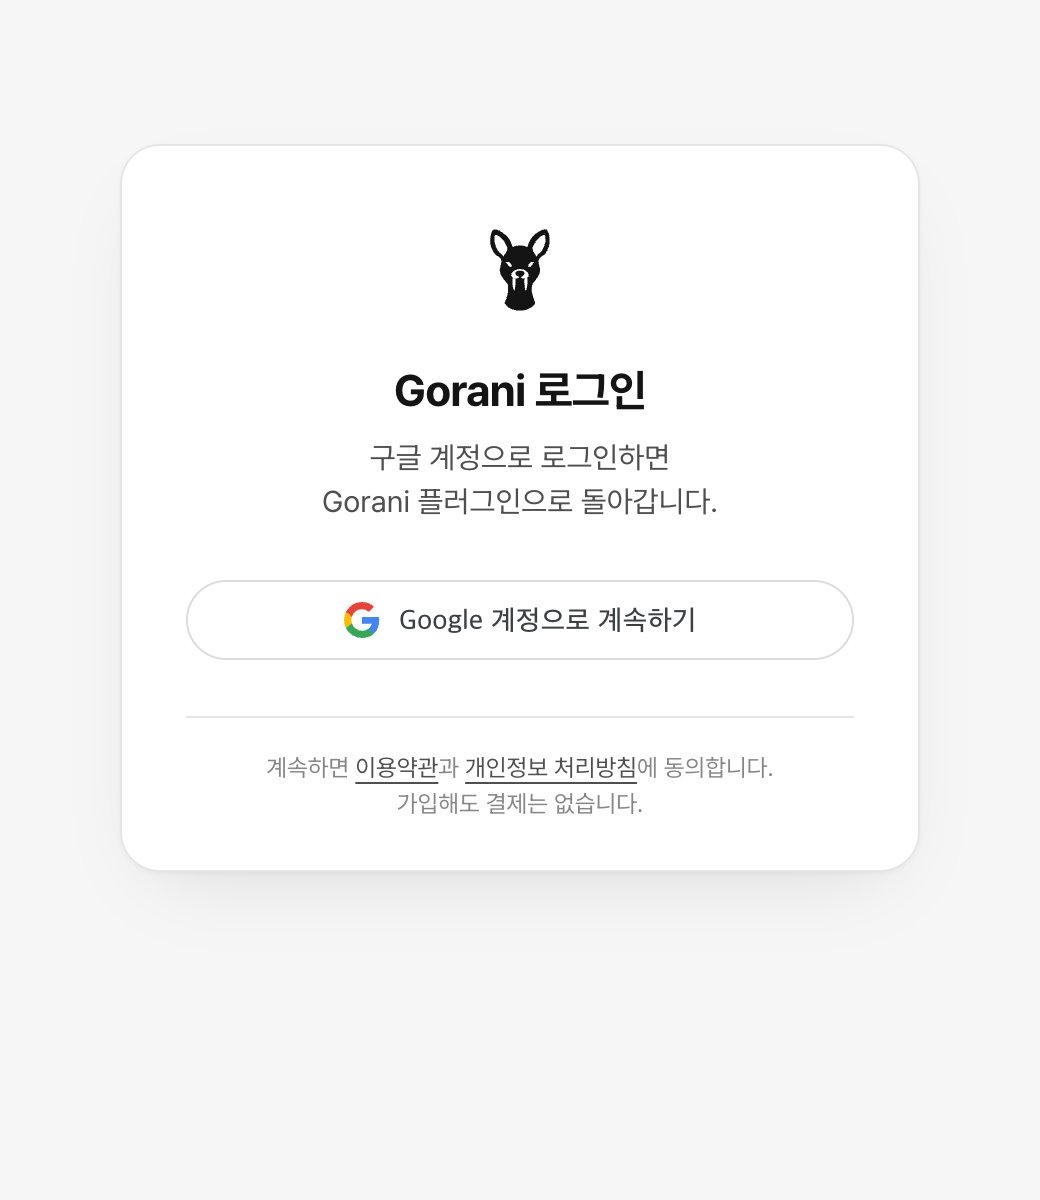 Gorani 로그인
구글 계정으로 로그인하면
Gorani 플러그인으로 돌아갑니다.
Google 계정으로 계속하기
계속하면 이용약관과 개인정보 처리방침에 동의합니다.
가입해도 결제는 없습니다.